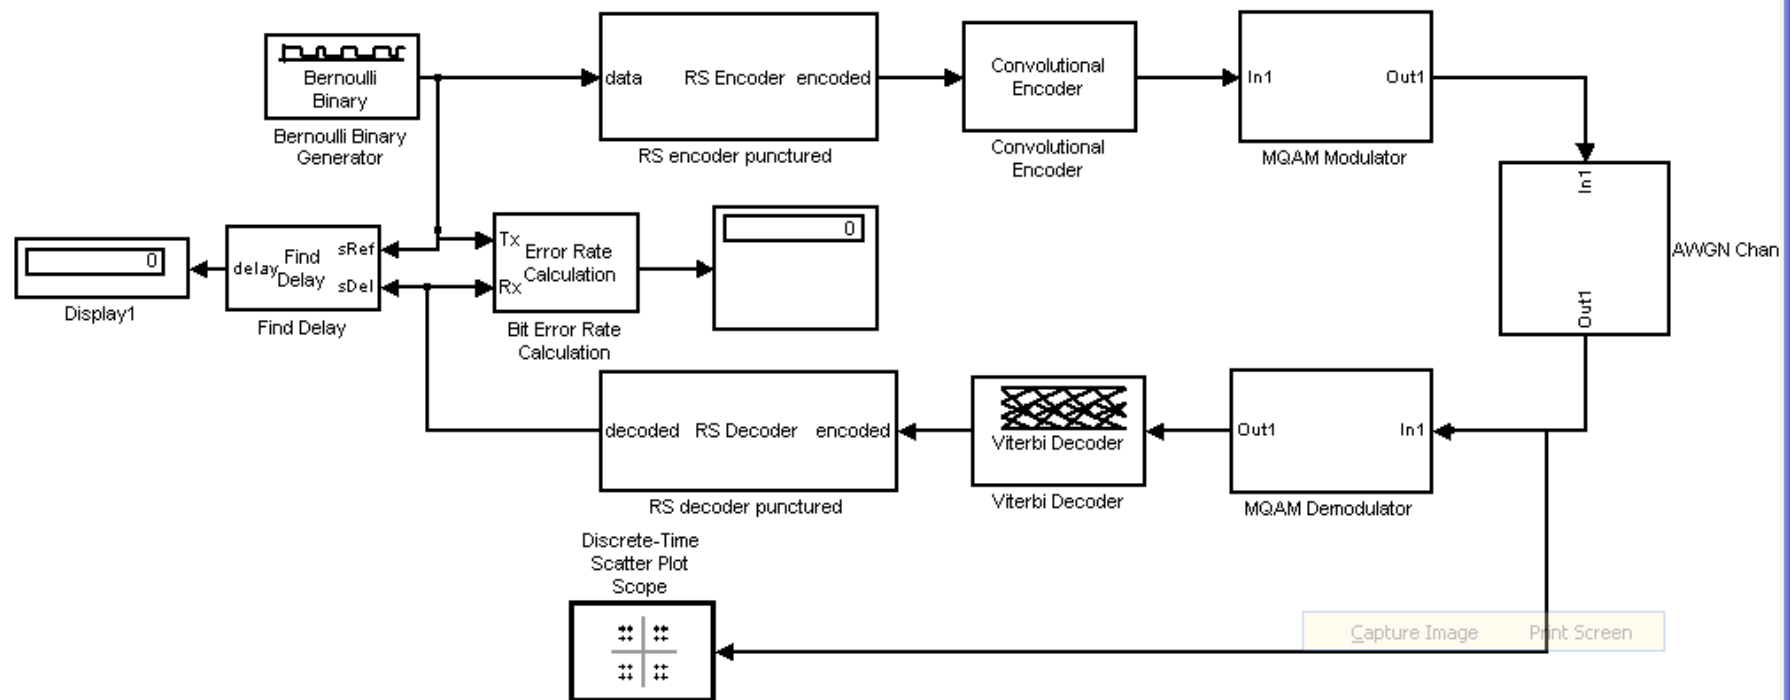 Bernoulli
Binary
Bernoulli Binary
Generator
data RS Encoder encoded
RS encoder punctured
Convolutional
Encoder
Convolutional
Encoder
In1 Out1
MQAM Modulator
In1
Out1
AWGN Chan
0
Display1
delay
Find
Delay
sRef
sDel
Find Delay
Tx
Rx
Error Rate
Calculation
Bit Error Rate
Calculation
0
decoded RS Decoder encoded
RS decoder punctured
Viterbi Decoder
Viterbi Decoder
Out1 In1
MQAM Demodulator
Discrete-Time
Scatter Plot
Scope
Capture Image Print Screen